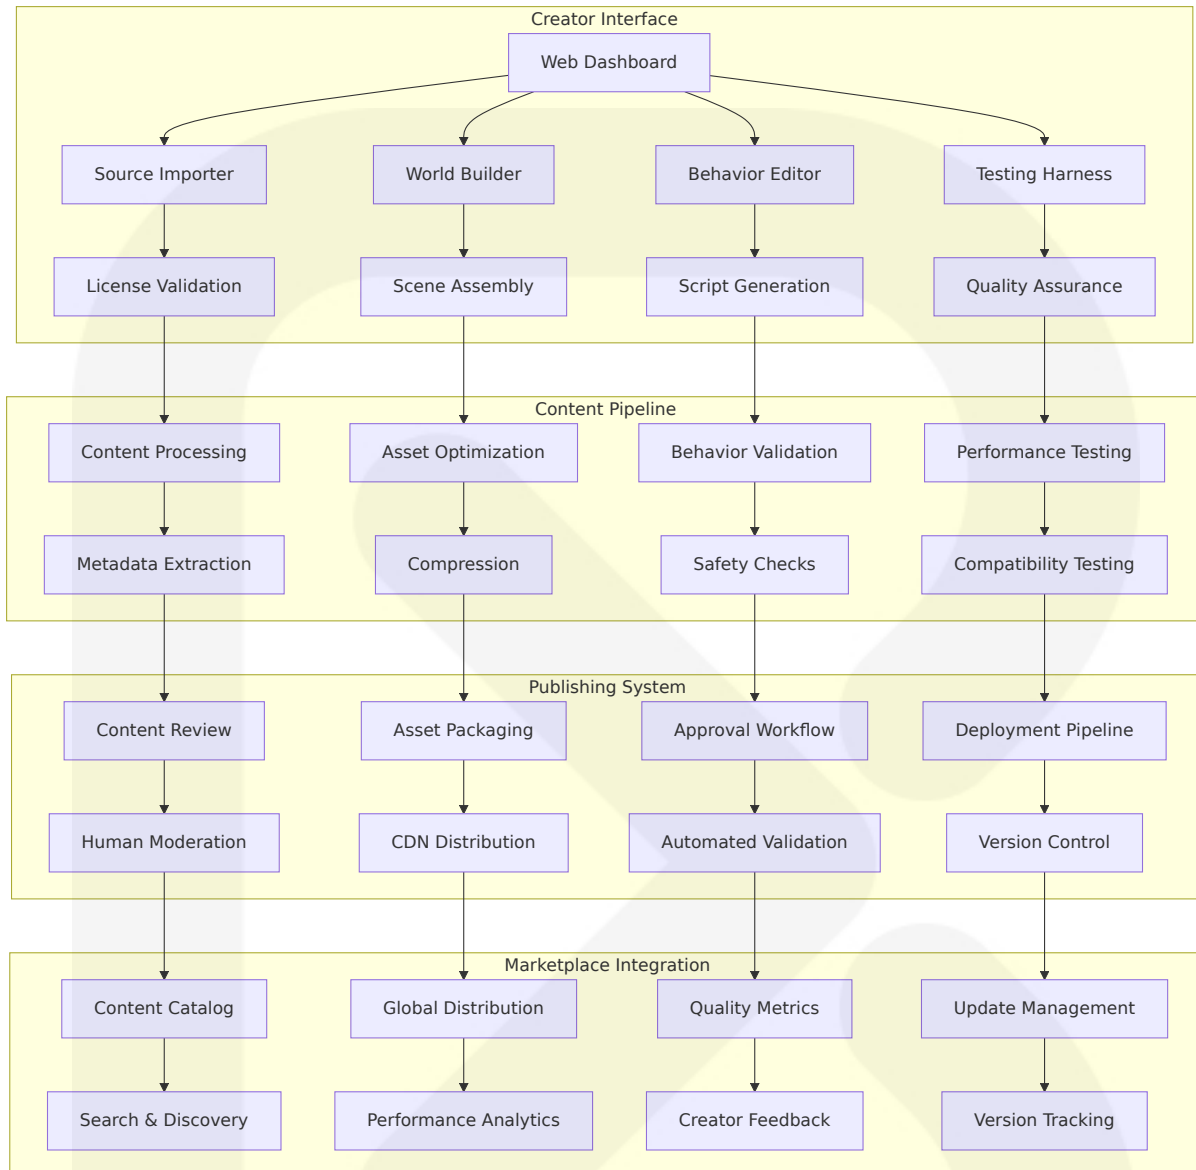 Creator Interface
Web Dashboard
Source Importer
World Builder
Behavior Editor
Testing Harness
License Validation
Scene Assembly
Script Generation
Quality Assurance
Content Pipeline
Content Processing
Asset Optimization
Behavior Validation
Performance Testing
Metadata Extraction
Compression
Safety Checks
Compatibility Testing
Publishing System
Content Review
Asset Packaging
Approval Workflow
Deployment Pipeline
Human Moderation
CDN Distribution
Automated Validation
Version Control
Marketplace Integration
Content Catalog
Global Distribution
Quality Metrics
Update Management
Search & Discovery
Performance Analytics
Creator Feedback
Version Tracking